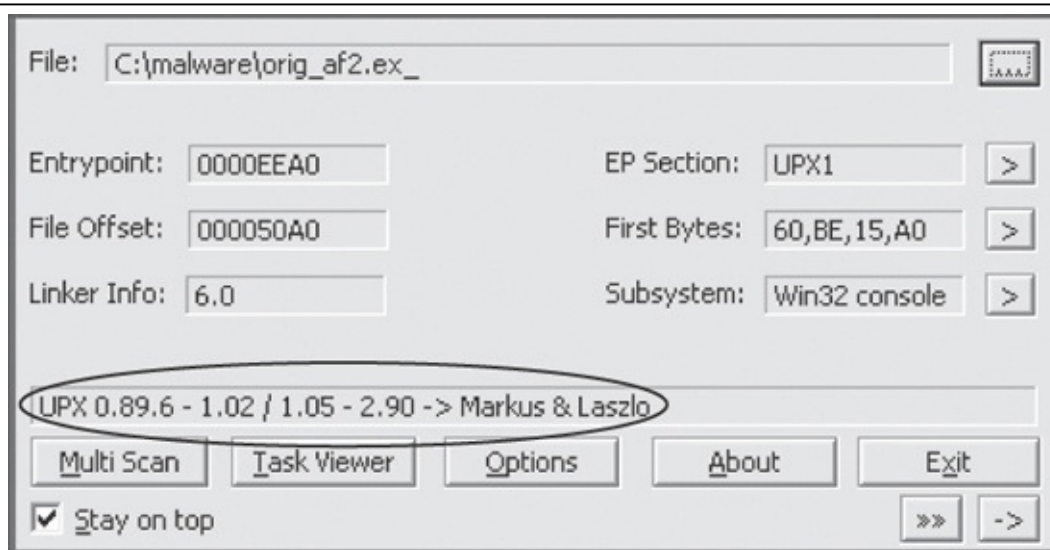 File: C:\malware\orig_af2.ex_ ...
Entrypoint: 0000EEA0 EP Section: UPX1 >
File Offset: 000050A0 First Bytes: 60,BE,15,A0 >
Linker Info: 6.0 Subsystem: Win32 console >
UPX 0.89.6 - 1.02 / 1.05 - 2.90 -> Markus & Laszlo
Multi Scan Task Viewer Options About Exit
Stay on top »» ->